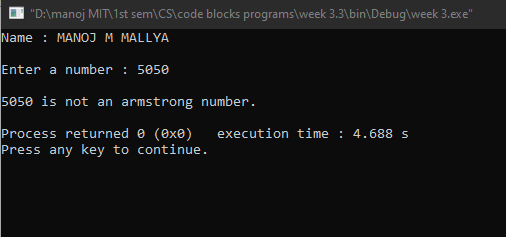 "D:\manoj MIT\1st sem\CS\code blocks programs\week 3.3\bin\Debug\week 3.exe"
Name : MANOJ M MALLYA
Enter a number : 5050
5050 is not an armstrong number.
Process returned 0 (0x0)   execution time : 4.688 s
Press any key to continue.